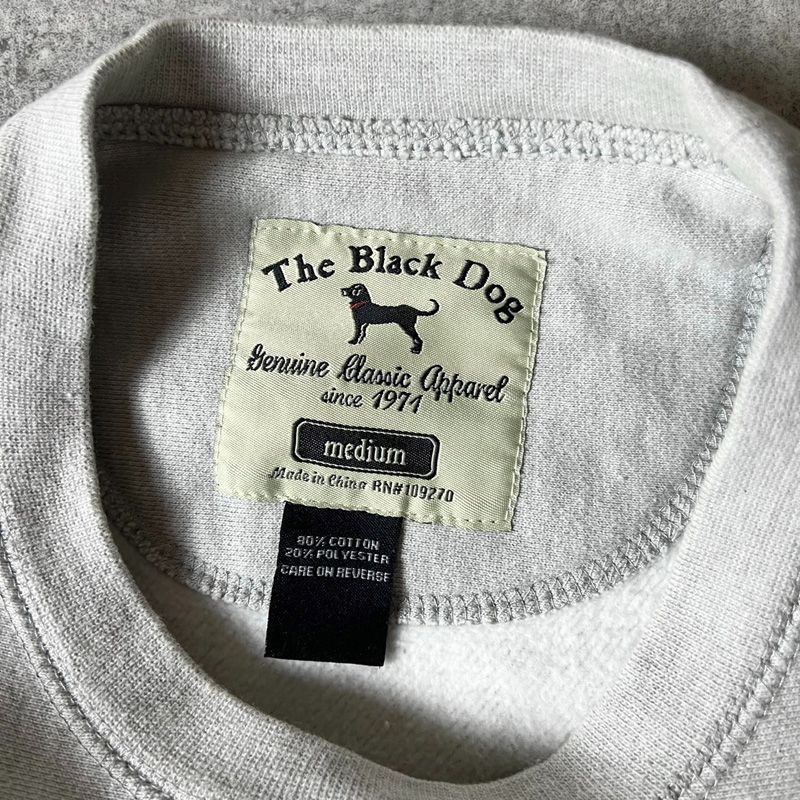 The Black Dog
Genuine Classic Apparel
since 1971
medium
Made in China RN#109270
80% COTTON
20% POLYESTER
CARE ON REVERSE